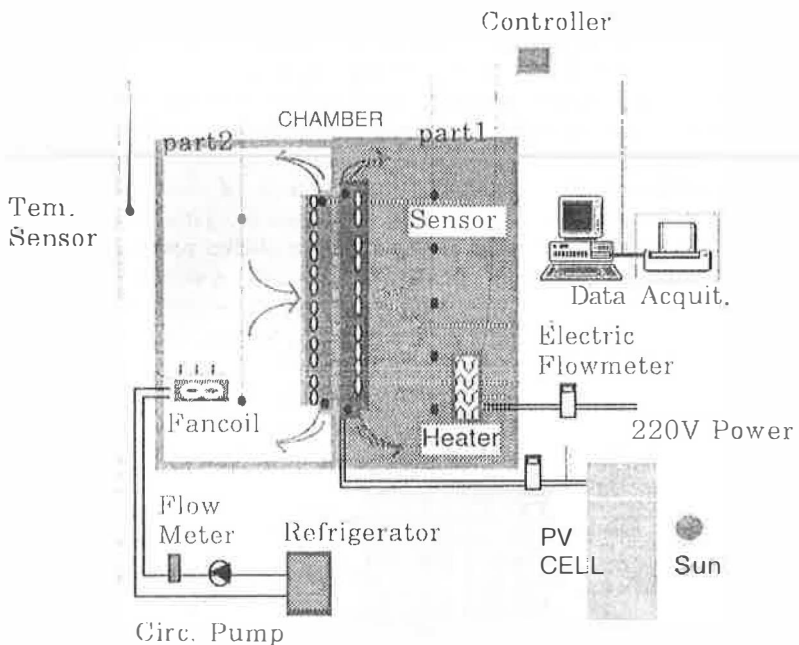 Controller
CHAMBER
part2
part1
Tem.
Sensor
Sensor
Data Acquit.
Electric
Flowmeter
Fancoil
Heater
220V Power
Flow
Meter
Refrigerator
PV
CELL
Sun
Circ. Pump